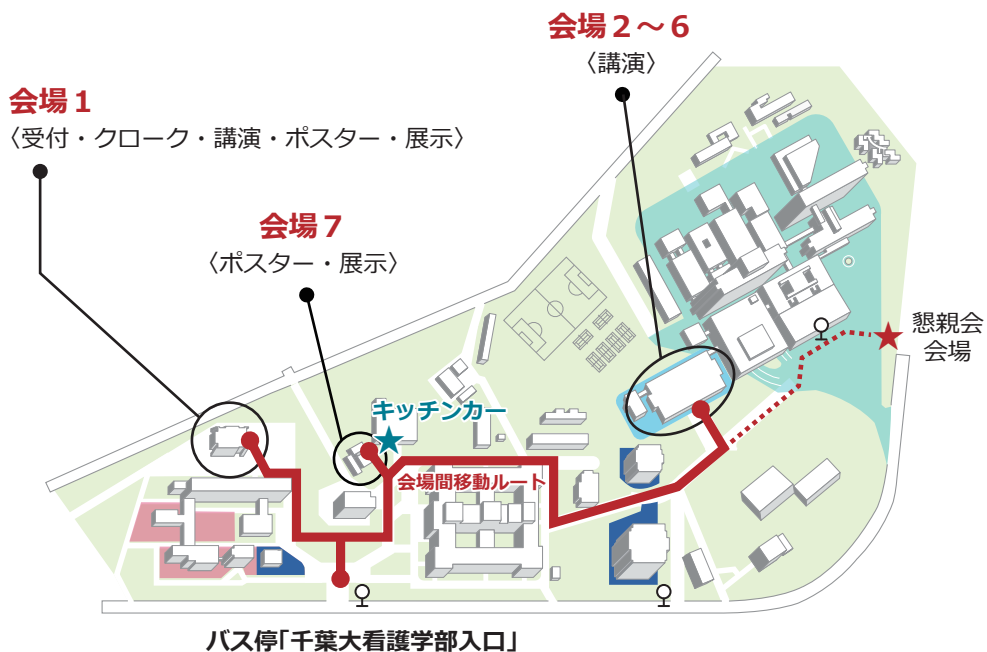 会場2～6
〈講演〉
会場1
〈受付・クローク・講演・ポスター・展示〉
会場7
〈ポスター・展示〉
懇親会
会場
キッチンカー
会場間移動ルート
バス停「千葉大看護学部入口」